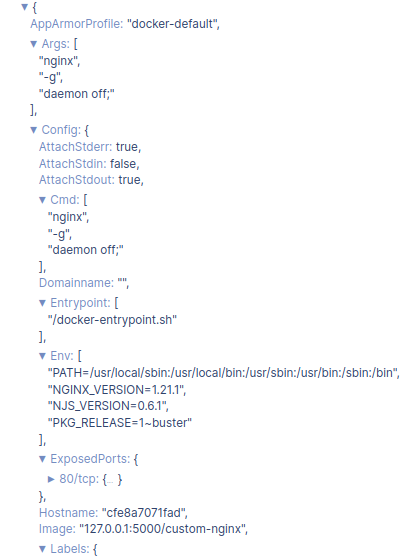 ▼ {
AppArmorProfile: "docker-default",
▼ Args: [
"nginx",
"-g",
"daemon off;"
],
▼ Config: {
AttachStderr: true,
AttachStdin: false,
AttachStdout: true,
▼ Cmd: [
"nginx",
"-g",
"daemon off;"
],
Domainname: "",
▼ Entrypoint: [
"/docker-entrypoint.sh"
],
▼ Env: [
"PATH=/usr/local/sbin:/usr/local/bin:/usr/sbin:/usr/bin:/sbin:/bin",
"NGINX_VERSION=1.21.1",
"NJS_VERSION=0.6.1",
"PKG_RELEASE=1~buster"
],
▼ ExposedPorts: {
▶ 80/tcp: {... }
},
Hostname: "cfe8a7071fad",
Image: "127.0.0.1:5000/custom-nginx",
▼ Labels: {